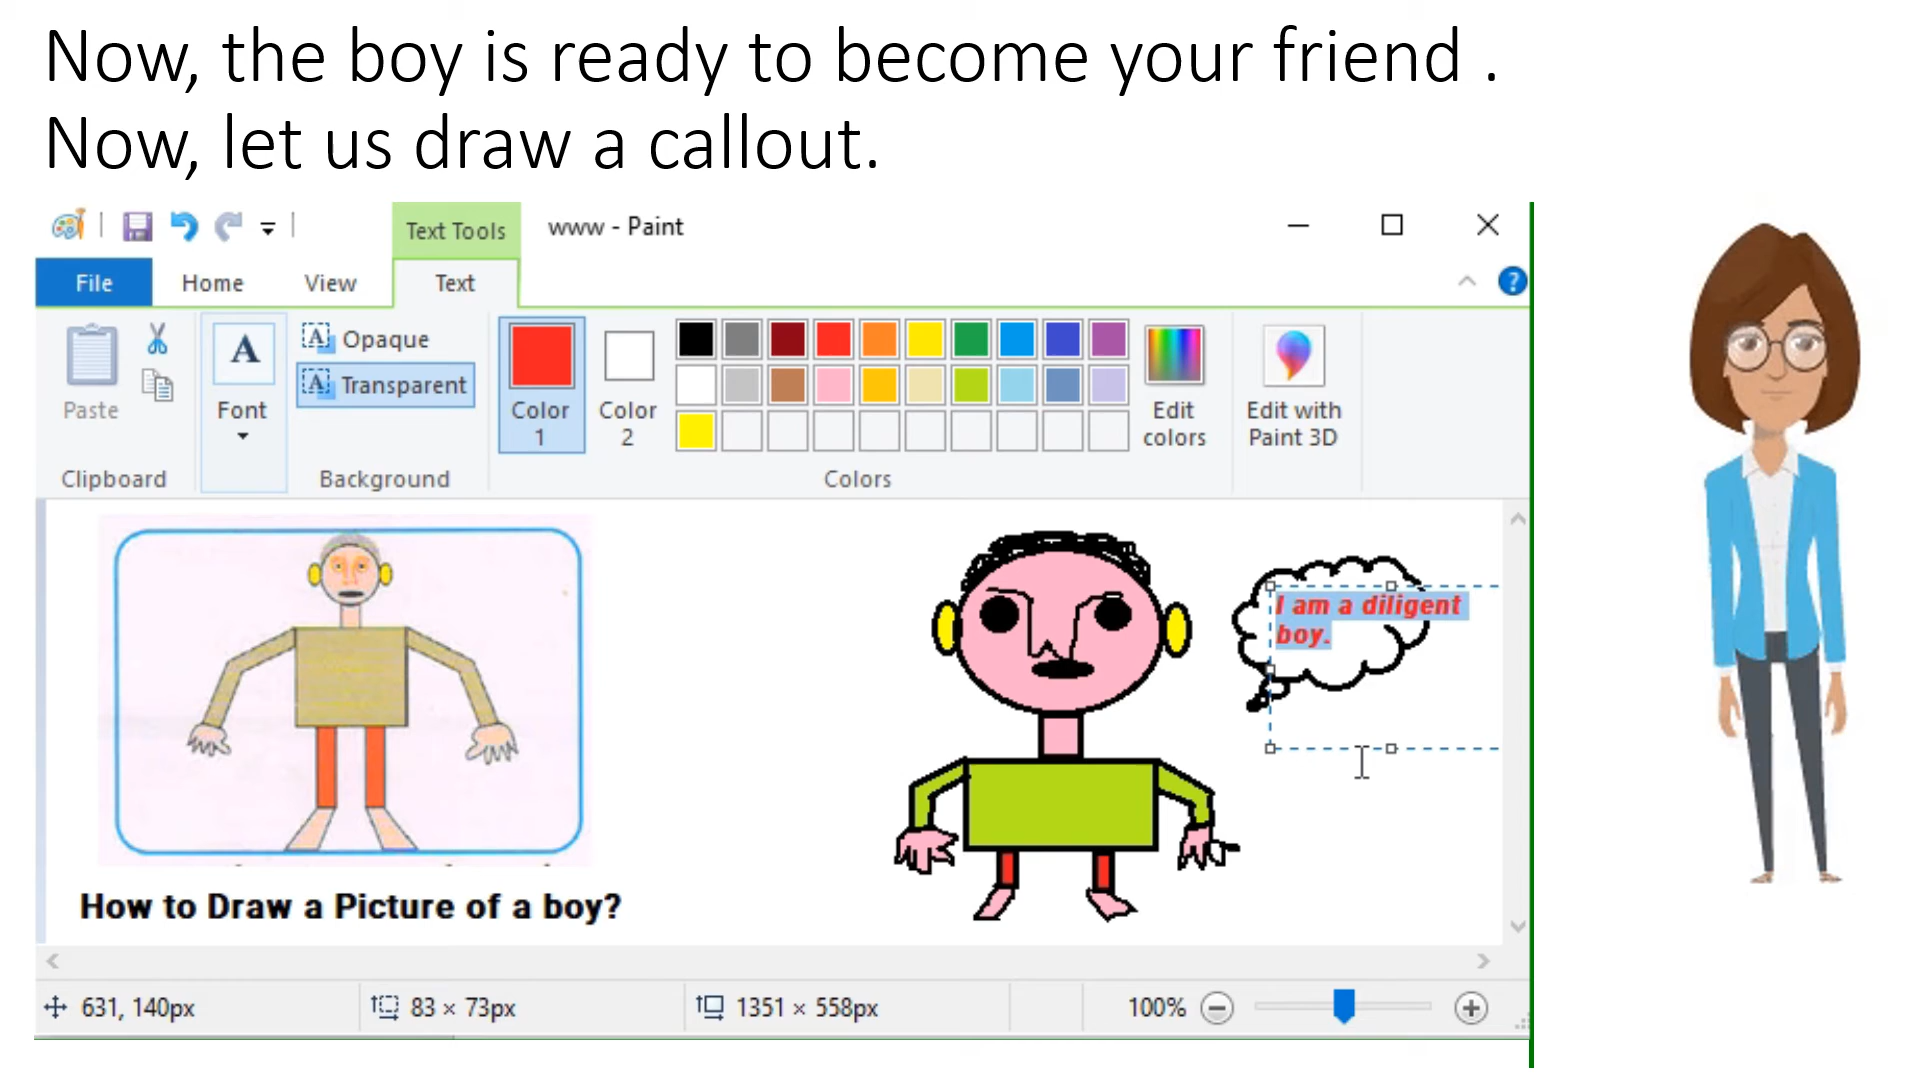 Now, the boy is ready to become your friend .
Now, let us draw a callout.
Text Tools
www - Paint
File
Home
View
Text
?
Paste
A
Font
A
Opaque
A
Transparent
Color
1
Color
2
Edit
colors
Edit with
Paint 3D
Clipboard
Background
Colors
I am a diligent
boy.
How to Draw a Picture of a boy?
631, 140px
83 × 73px
1351 × 558px
100%